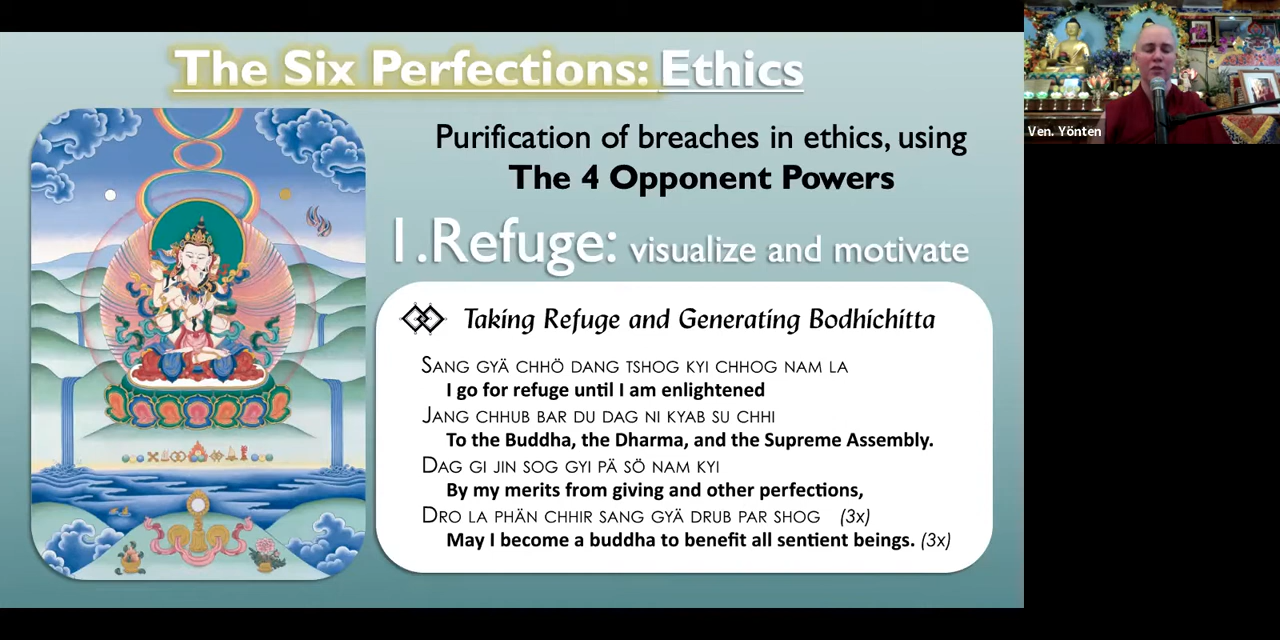 The Six Perfections: Ethics
Purification of breaches in ethics, using
The 4 Opponent Powers
1.Refuge: visualize and motivate
Taking Refuge and Generating Bodhichitta
SANG GYÄ CHHÖ DANG TSHOG KYI CHHOG NAM LA
I go for refuge until I am enlightened
JANG CHHUB BAR DU DAG NI KYAB SU CHHI
To the Buddha, the Dharma, and the Supreme Assembly.
DAG GI JIN SOG GYI PÄ SÖ NAM KYI
By my merits from giving and other perfections,
DRO LA PHÄN CHHIR SANG GYÄ DRUB PAR SHOG (3x)
May I become a buddha to benefit all sentient beings. (3x)
Ven. Yönten